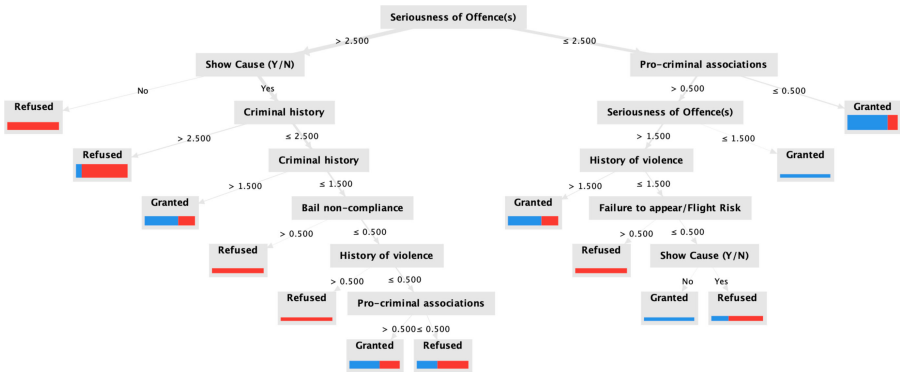 Seriousness of Offence(s)
> 2.500 ≤ 2.500
Show Cause (Y/N) Pro-criminal associations
No Yes > 0.500 ≤ 0.500
Refused Criminal history Seriousness of Offence(s) Granted
> 2.500 ≤ 2.500 > 1.500 ≤ 1.500
Refused Criminal history History of violence Granted
> 1.500 ≤ 1.500 > 1.500 ≤ 1.500
Granted Bail non-compliance Granted Failure to appear/Flight Risk
> 0.500 ≤ 0.500 > 0.500 ≤ 0.500
Refused History of violence Refused Show Cause (Y/N)
> 0.500 ≤ 0.500 No Yes
Refused Pro-criminal associations Granted Refused
> 0.500 ≤ 0.500
Granted Refused